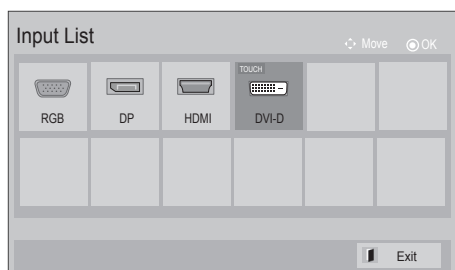 Input List
Move OK
TOUCH
RGB DP HDMI DVI-D
Exit